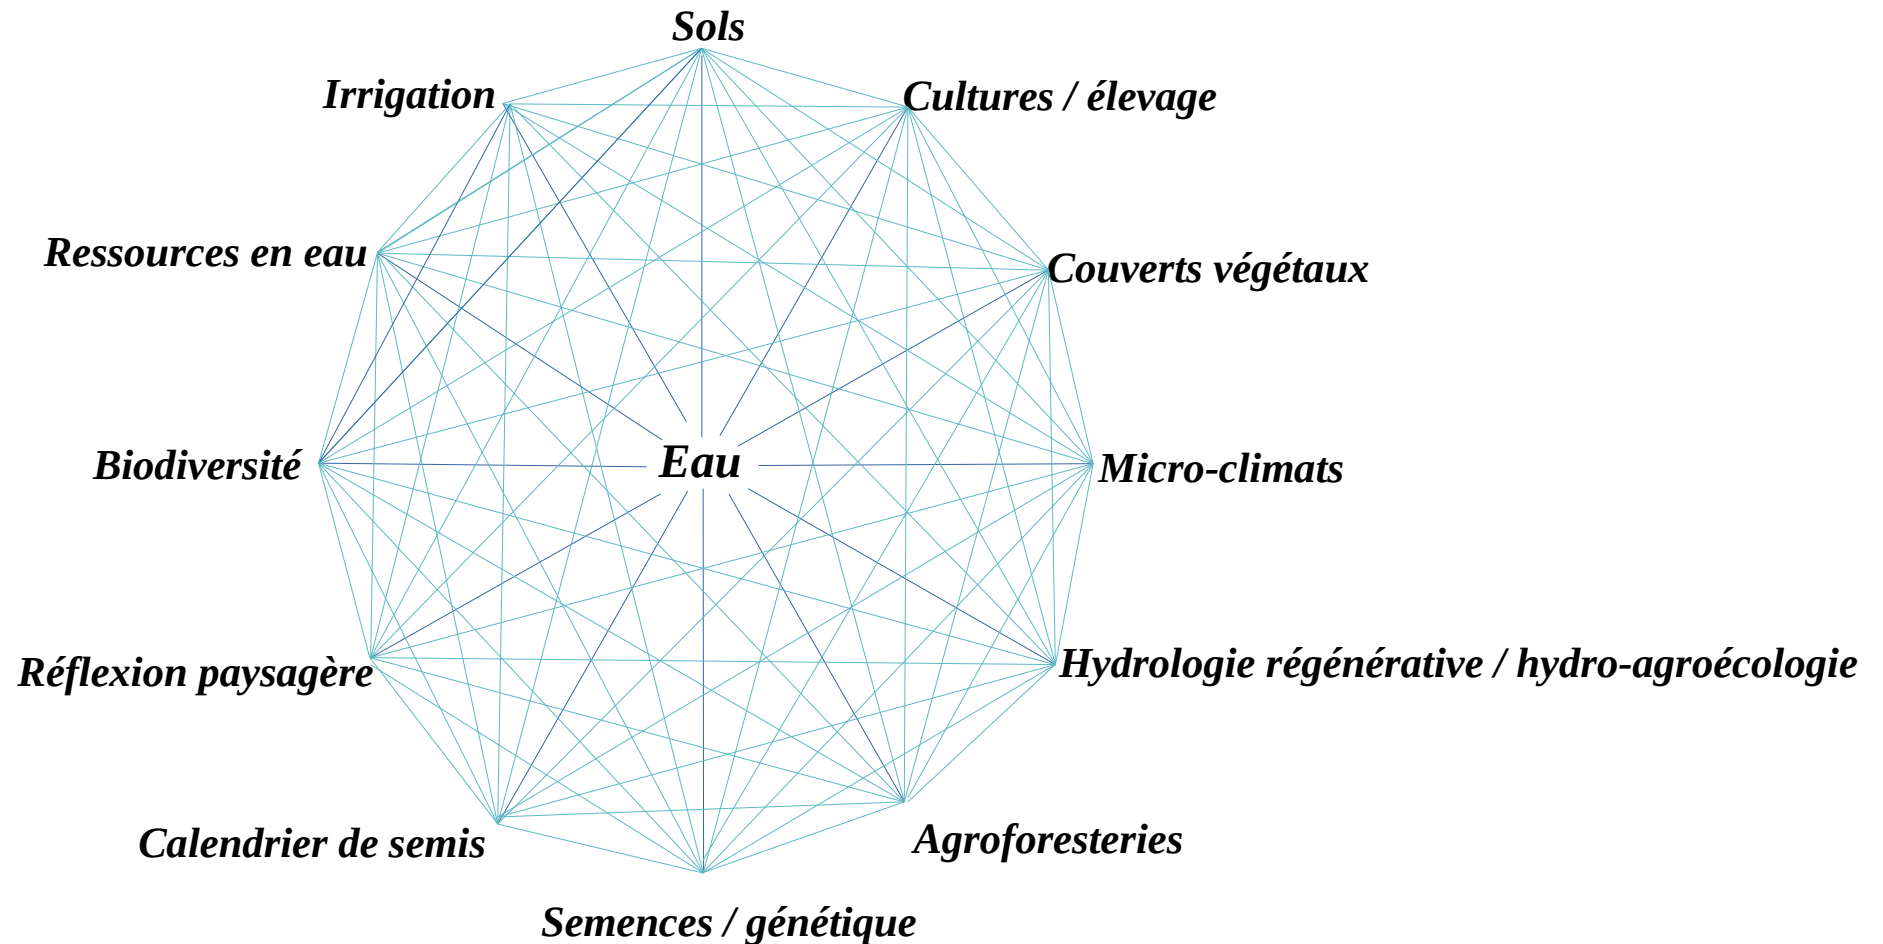 Sols
Irrigation
Cultures / élevage
Ressources en eau
Couverts végétaux
Eau
Biodiversité
Micro-climats
Réflexion paysagère
Hydrologie régénérative / hydro-agroécologie
Calendrier de semis
Agroforesteries
Semences / génétique